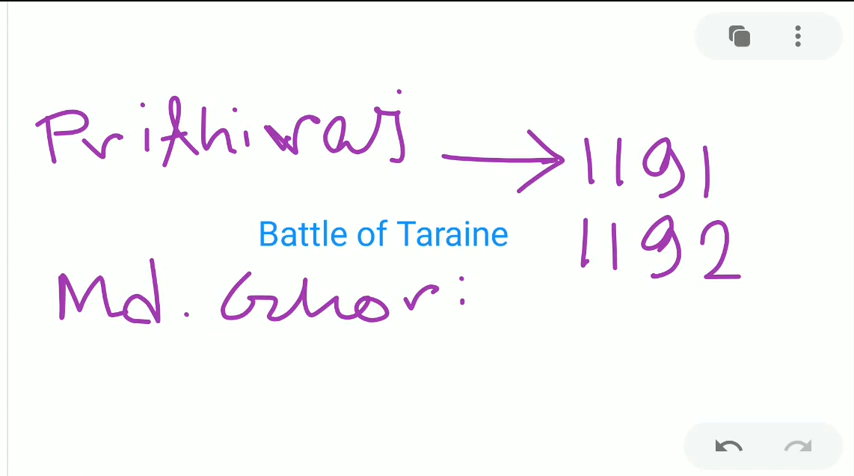 Prithiraj → 1191
Battle of Taraine 1192
Md. Ghori